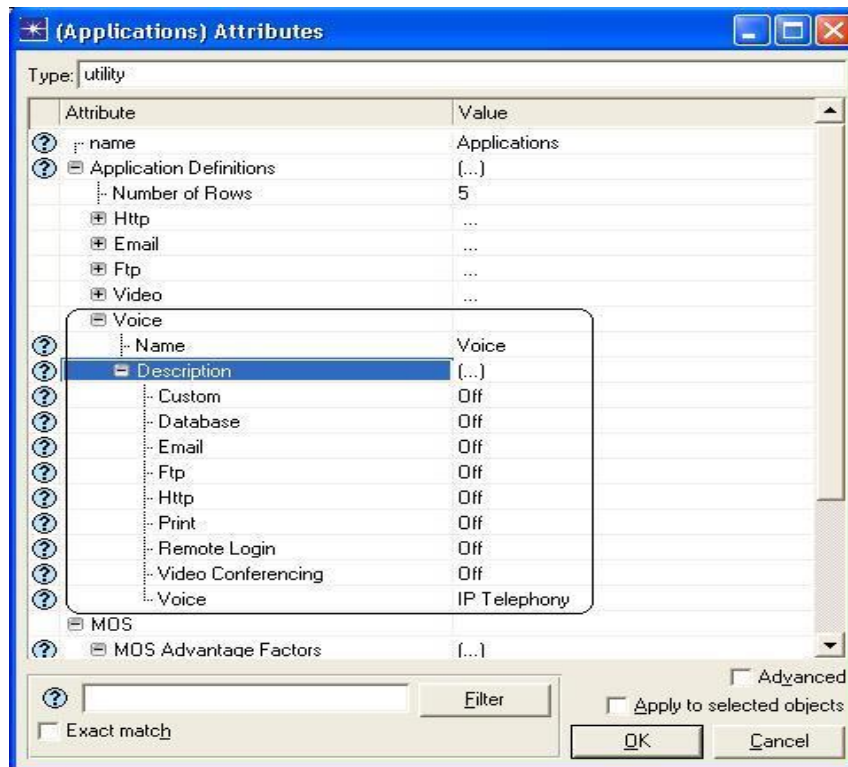 (Applications) Attributes
Type: utility
Attribute Value
name Applications
Application Definitions (...)
Number of Rows 5
Http ...
Email ...
Ftp ...
Video ...
Voice
Name Voice
Description (...)
Custom Off
Database Off
Email Off
Ftp Off
Http Off
Print Off
Remote Login Off
Video Conferencing Off
Voice IP Telephony
MOS
MOS Advantage Factors (...)
Advanced
Filter
Apply to selected objects
Exact match
OK Cancel